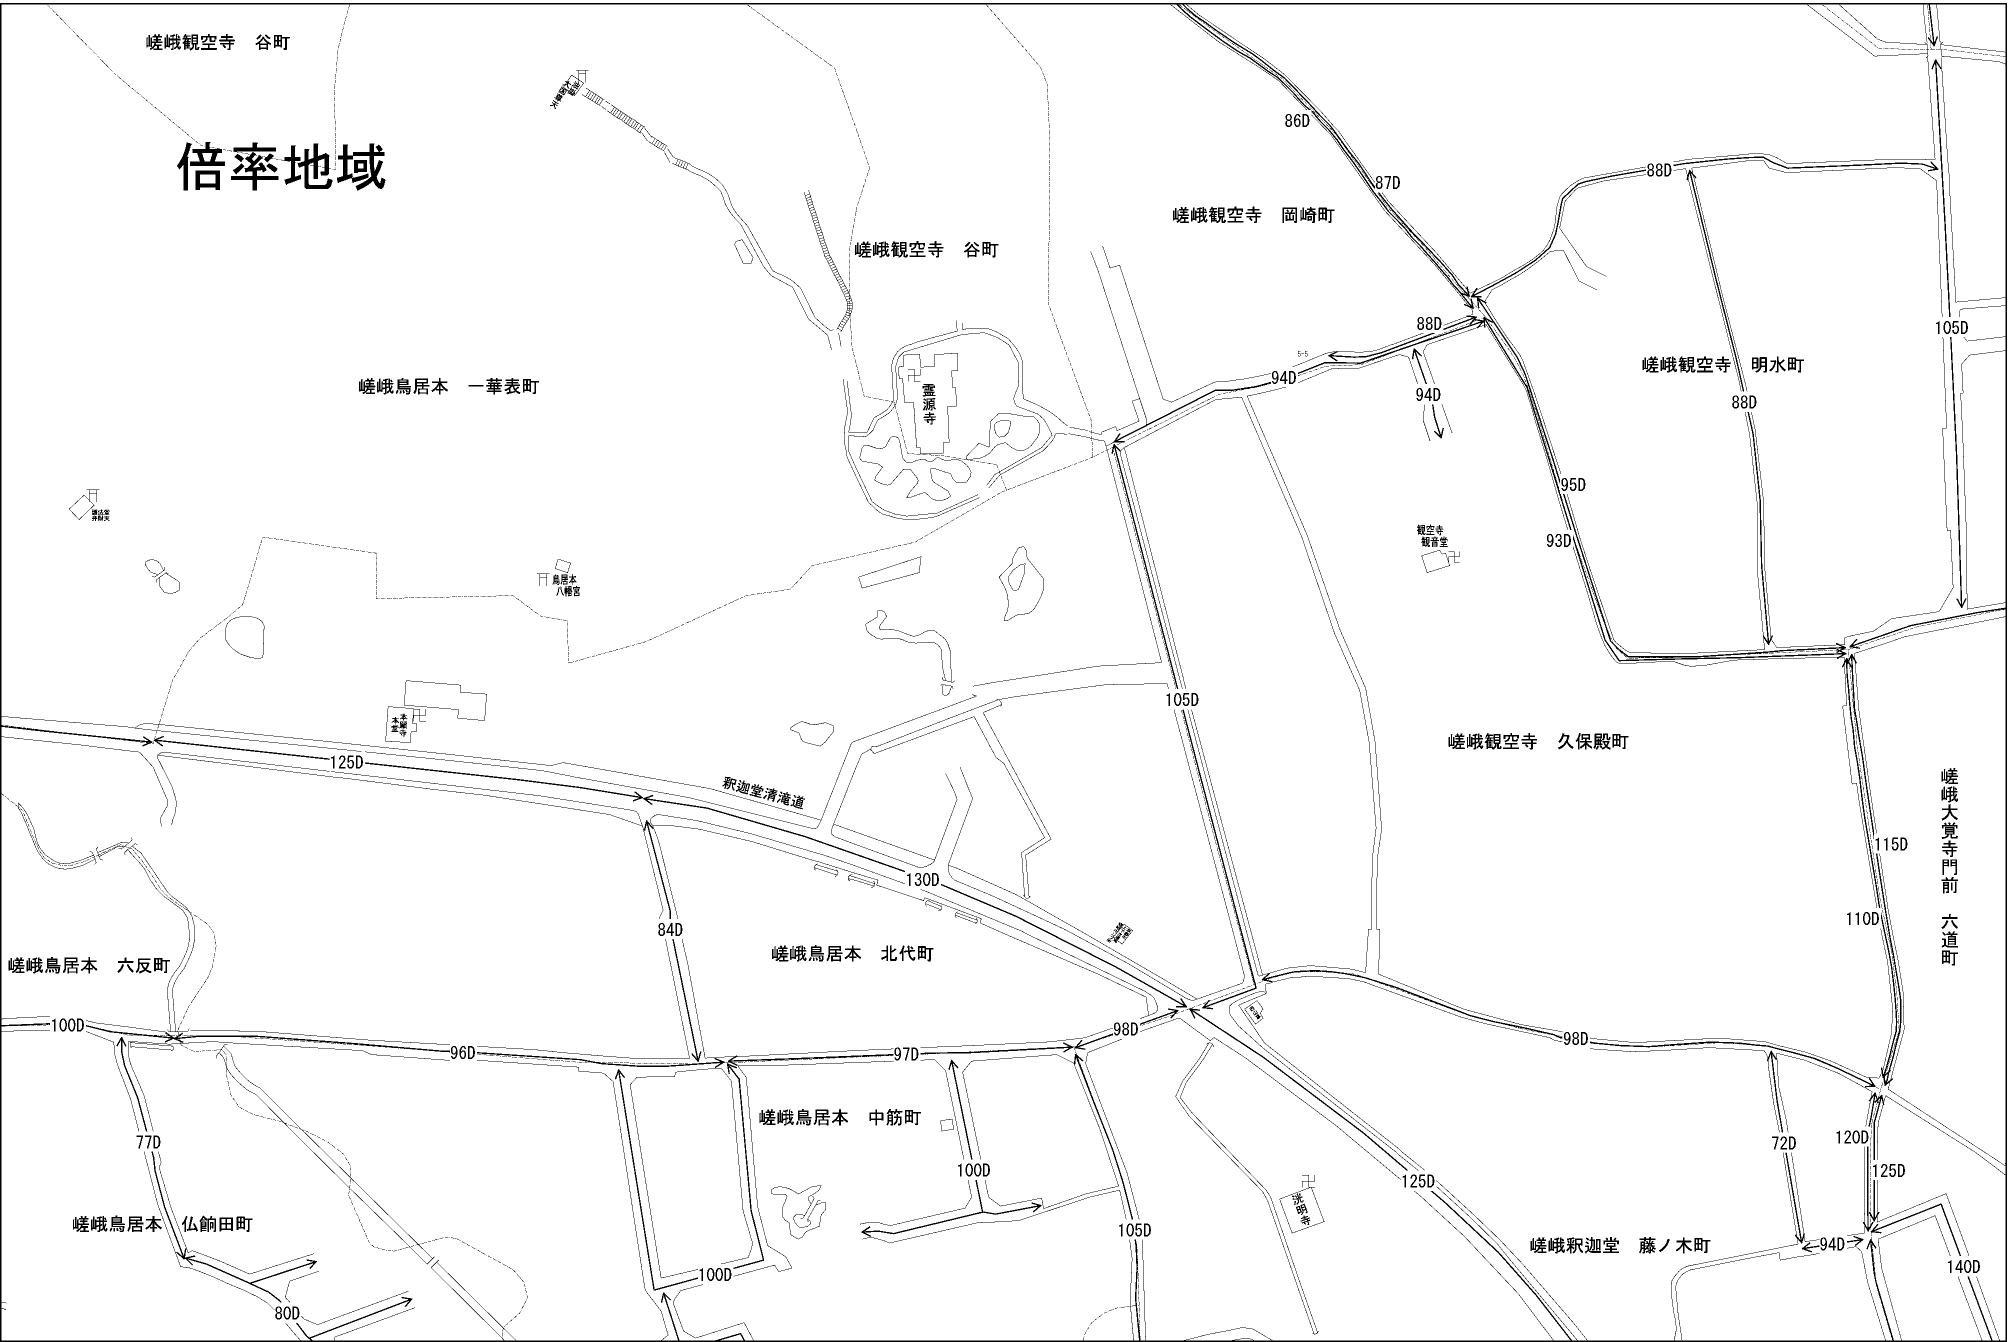 嵯峨観空寺　谷町
倍率地域
86D
87D
88D
嵯峨観空寺　岡崎町
嵯峨観空寺　谷町
105D
88D
5-5
嵯峨観空寺　明水町
94D
94D
88D
嵯峨鳥居本　一華表町
霊源寺
95D
93D
観空寺
観音堂
鳥居本
八幡宮
105D
本願寺
本堂
嵯峨観空寺　久保殿町
125D
釈迦堂清滝道
嵯峨大覚寺門前　六道町
115D
110D
130D
84D
嵯峨鳥居本　北代町
嵯峨鳥居本　六反町
100D
96D
97D
98D
98D
嵯峨鳥居本　中筋町
77D
100D
72D
120D
125D
125D
嵯峨鳥居本　仏餉田町
洸明寺
105D
嵯峨釈迦堂　藤ノ木町
94D
140D
100D
80D